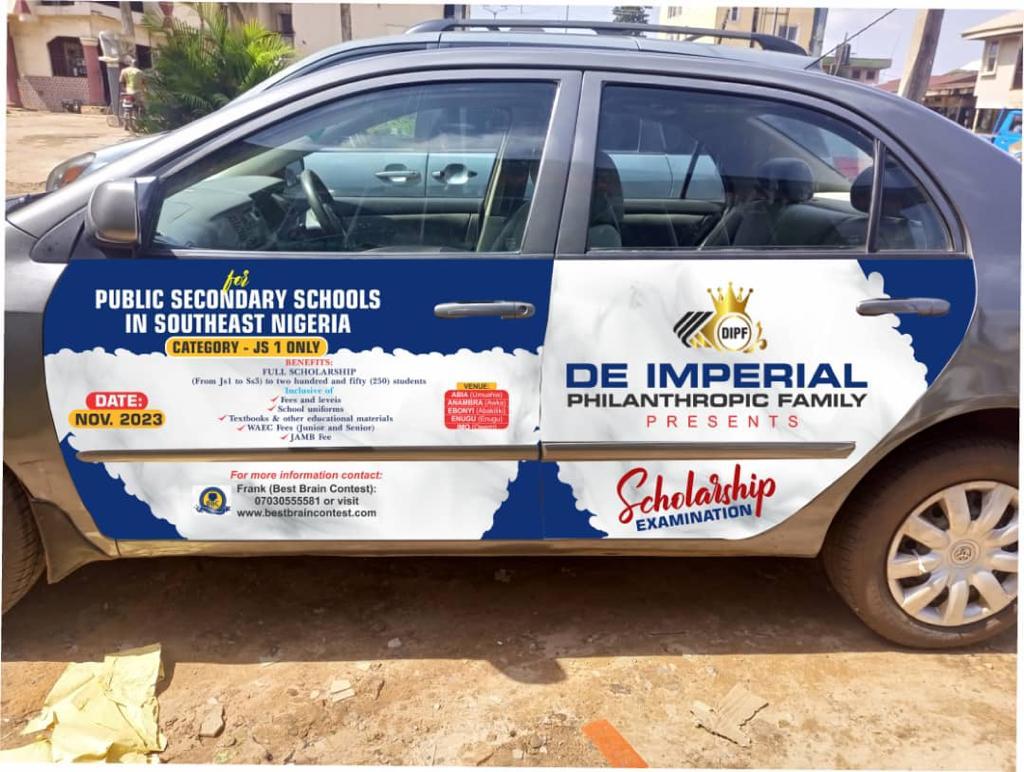 for
PUBLIC SECONDARY SCHOOLS
IN SOUTHEAST NIGERIA
CATEGORY - JS 1 ONLY
BENEFITS:
FULL SCHOLARSHIP
(From Js1 to Ss3) to two hundred and fifty (250) students
Inclusive of
Fees and levels
School uniforms
Textbooks & other educational materials
WAEC Fees (Junior and Senior)
JAMB Fee
DATE:
NOV. 2023
VENUE:
ABIA (Umuahia)
ANAMBRA (Awka)
EBONYI (Abakiliki)
ENUGU (Enugu)
IMO (Owerri)
For more information contact:
Frank (Best Brain Contest):
07030555581 or visit
www.bestbraincontest.com
DIPF
DE IMPERIAL
PHILANTHROPIC FAMILY
PRESENTS
Scholarship
EXAMINATION